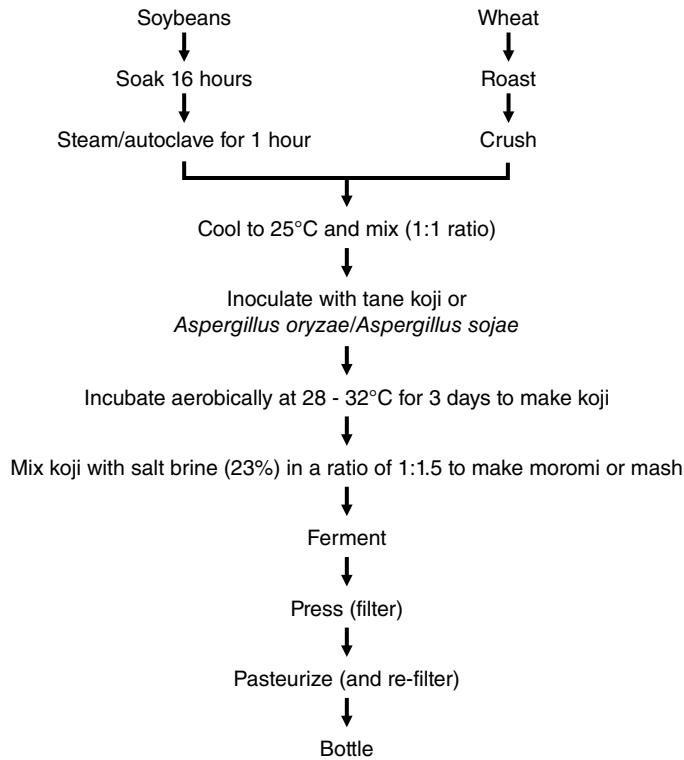 Soybeans
Wheat
Soak 16 hours
Roast
Steam/autoclave for 1 hour
Crush
Cool to 25°C and mix (1:1 ratio)
Inoculate with tane koji or
Aspergillus oryzae/Aspergillus sojae
Incubate aerobically at 28 - 32°C for 3 days to make koji
Mix koji with salt brine (23%) in a ratio of 1:1.5 to make moromi or mash
Ferment
Press (filter)
Pasteurize (and re-filter)
Bottle